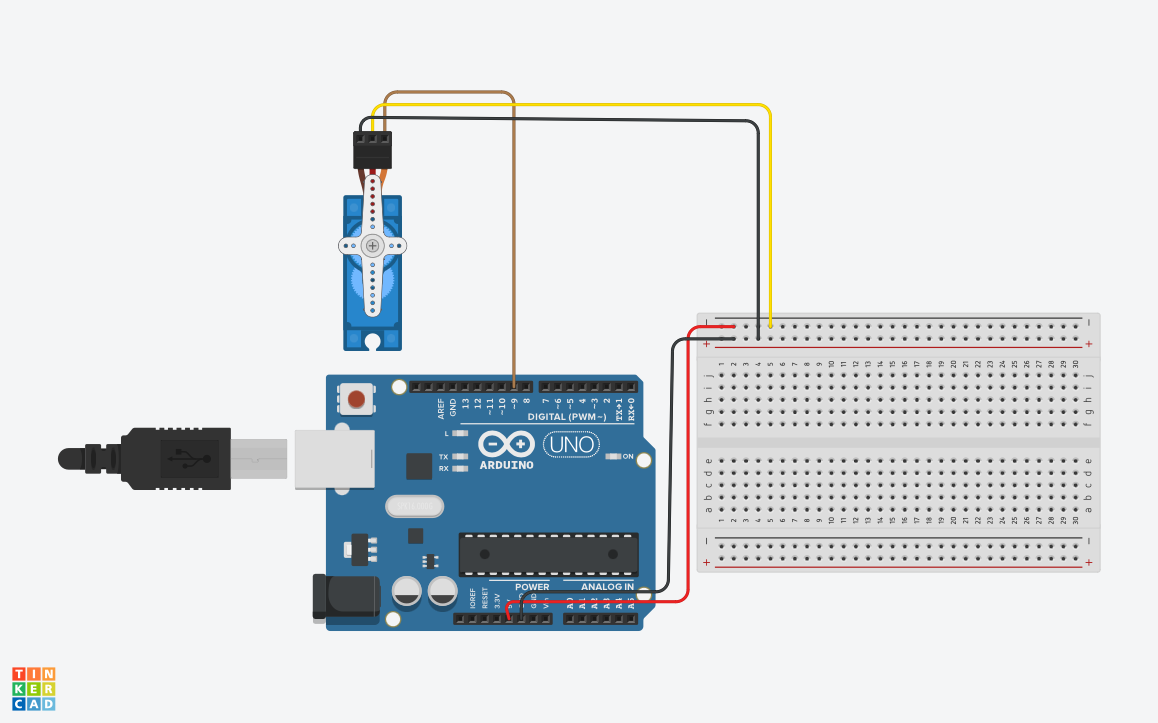 AREF
GND
13
12
~11
~10
~9
8
7
~6
~5
4
~3
2
TX→1
RX←0
DIGITAL (PWM~)
L
TX
RX
ARDUINO
UNO
ON
POWER
ANALOG IN
IOREF
RESET
3.3V
GND
A0
A1
A2
A3
A4
A5
− −
+ +
1 2 3 4 5 6 7 8 9 10 11 12 13 14 15 16 17 18 19 20 21 22 23 24 25 26 27 28 29 30
j j
i i
h h
g g
f f
e e
d d
c c
b b
a a
1 2 3 4 5 6 7 8 9 10 11 12 13 14 15 16 17 18 19 20 21 22 23 24 25 26 27 28 29 30
− −
+ +
TIN
KER
CAD